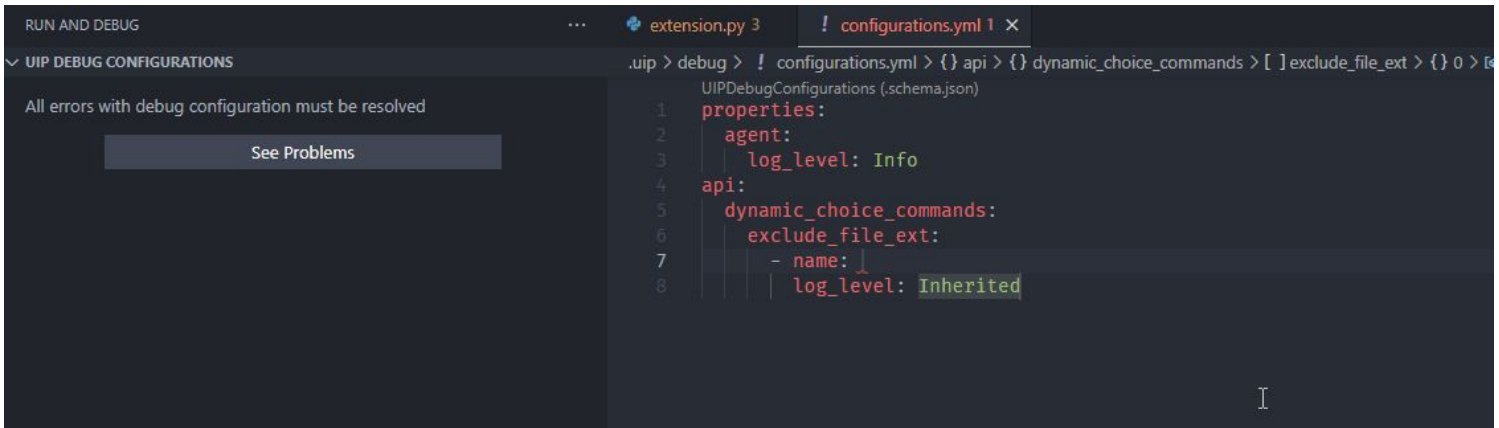 RUN AND DEBUG ···
UIP DEBUG CONFIGURATIONS
All errors with debug configuration must be resolved
See Problems
extension.py 3 ! configurations.yml 1 ×
.uip > debug > ! configurations.yml > {} api > {} dynamic_choice_commands > [ ] exclude_file_ext > {} 0 >
UIPDebugConfigurations (.schema.json)
1 properties:
2 agent:
3 log_level: Info
4 api:
5 dynamic_choice_commands:
6 exclude_file_ext:
7 - name:
8 log_level: Inherited